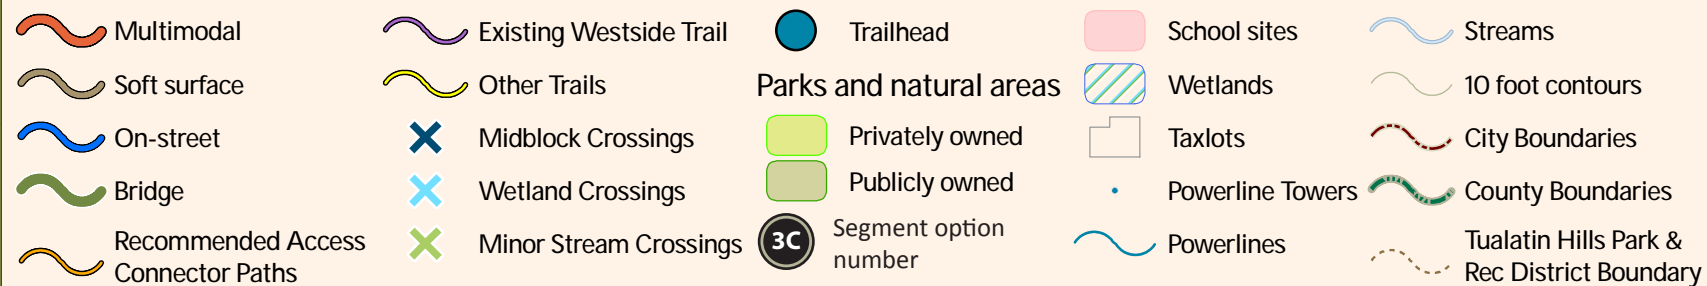 Multimodal
Soft surface
On-street
Bridge
Recommended Access
Connector Paths
Existing Westside Trail
Other Trails
Midblock Crossings
Wetland Crossings
Minor Stream Crossings
Trailhead
Parks and natural areas
Privately owned
Publicly owned
3C
Segment option
number
School sites
Wetlands
Taxlots
Powerline Towers
Powerlines
Streams
10 foot contours
City Boundaries
County Boundaries
Tualatin Hills Park &
Rec District Boundary